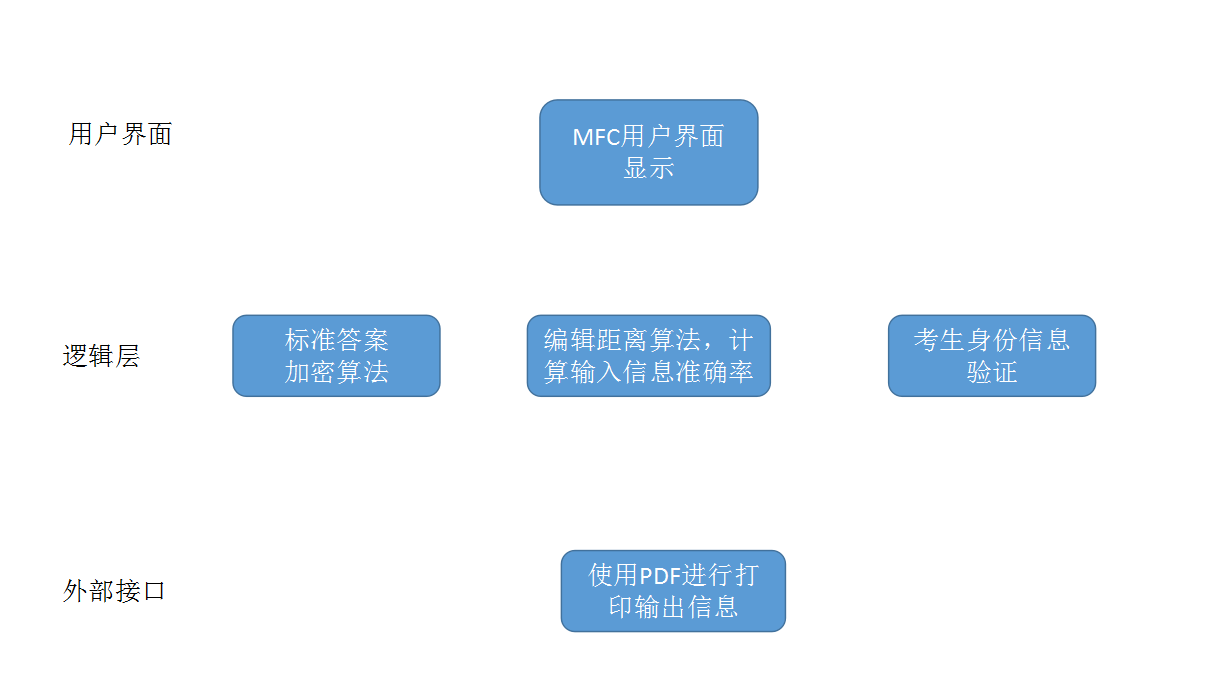 用户界面
MFC用户界面
显示
逻辑层
标准答案
加密算法
编辑距离算法，计
算输入信息准确率
考生身份信息
验证
外部接口
使用PDF进行打
印输出信息